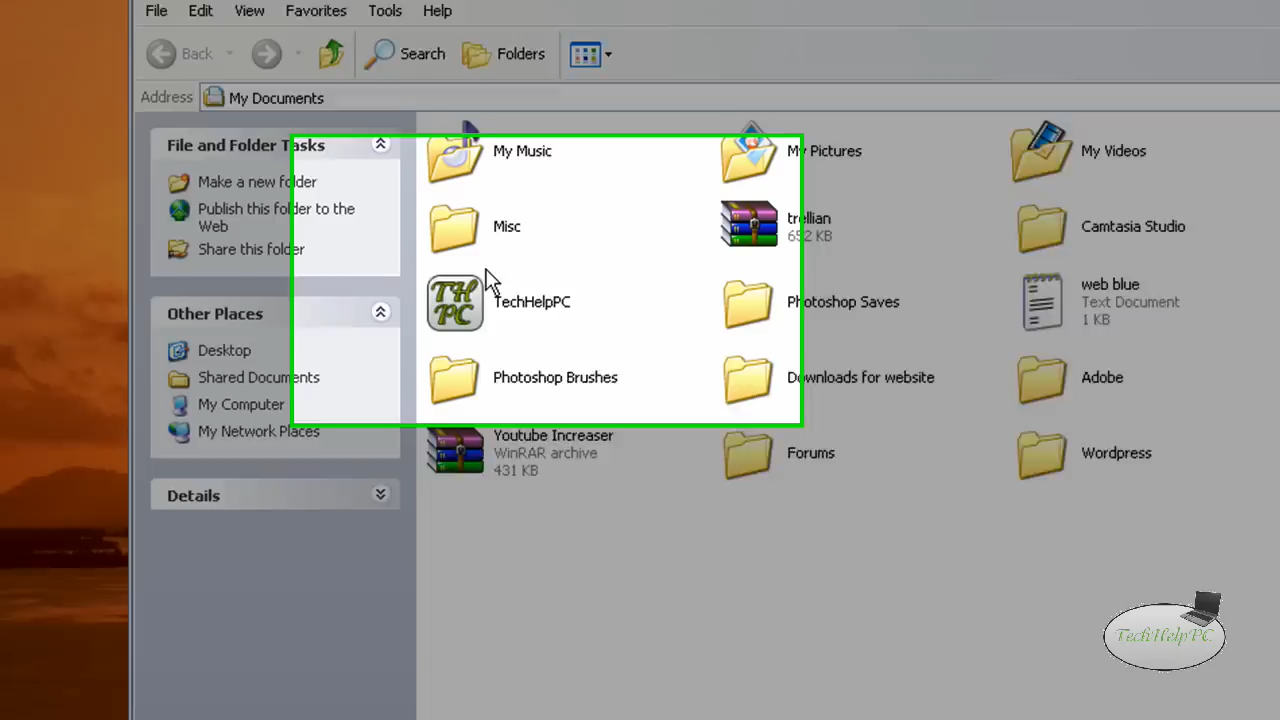 File Edit View Favorites Tools Help
Back Search Folders
Address My Documents
File and Folder Tasks
Make a new folder
Publish this folder to the
Web
Share this folder
Other Places
Desktop
Shared Documents
My Computer
My Network Places
Details
My Music My Pictures My Videos
Misc trellian
652 KB Camtasia Studio
TH
PC TechHelpPC Photoshop Saves web blue
Text Document
1 KB
Photoshop Brushes Downloads for website Adobe
Youtube Increaser
WinRAR archive
431 KB Forums Wordpress
TechHelpPC